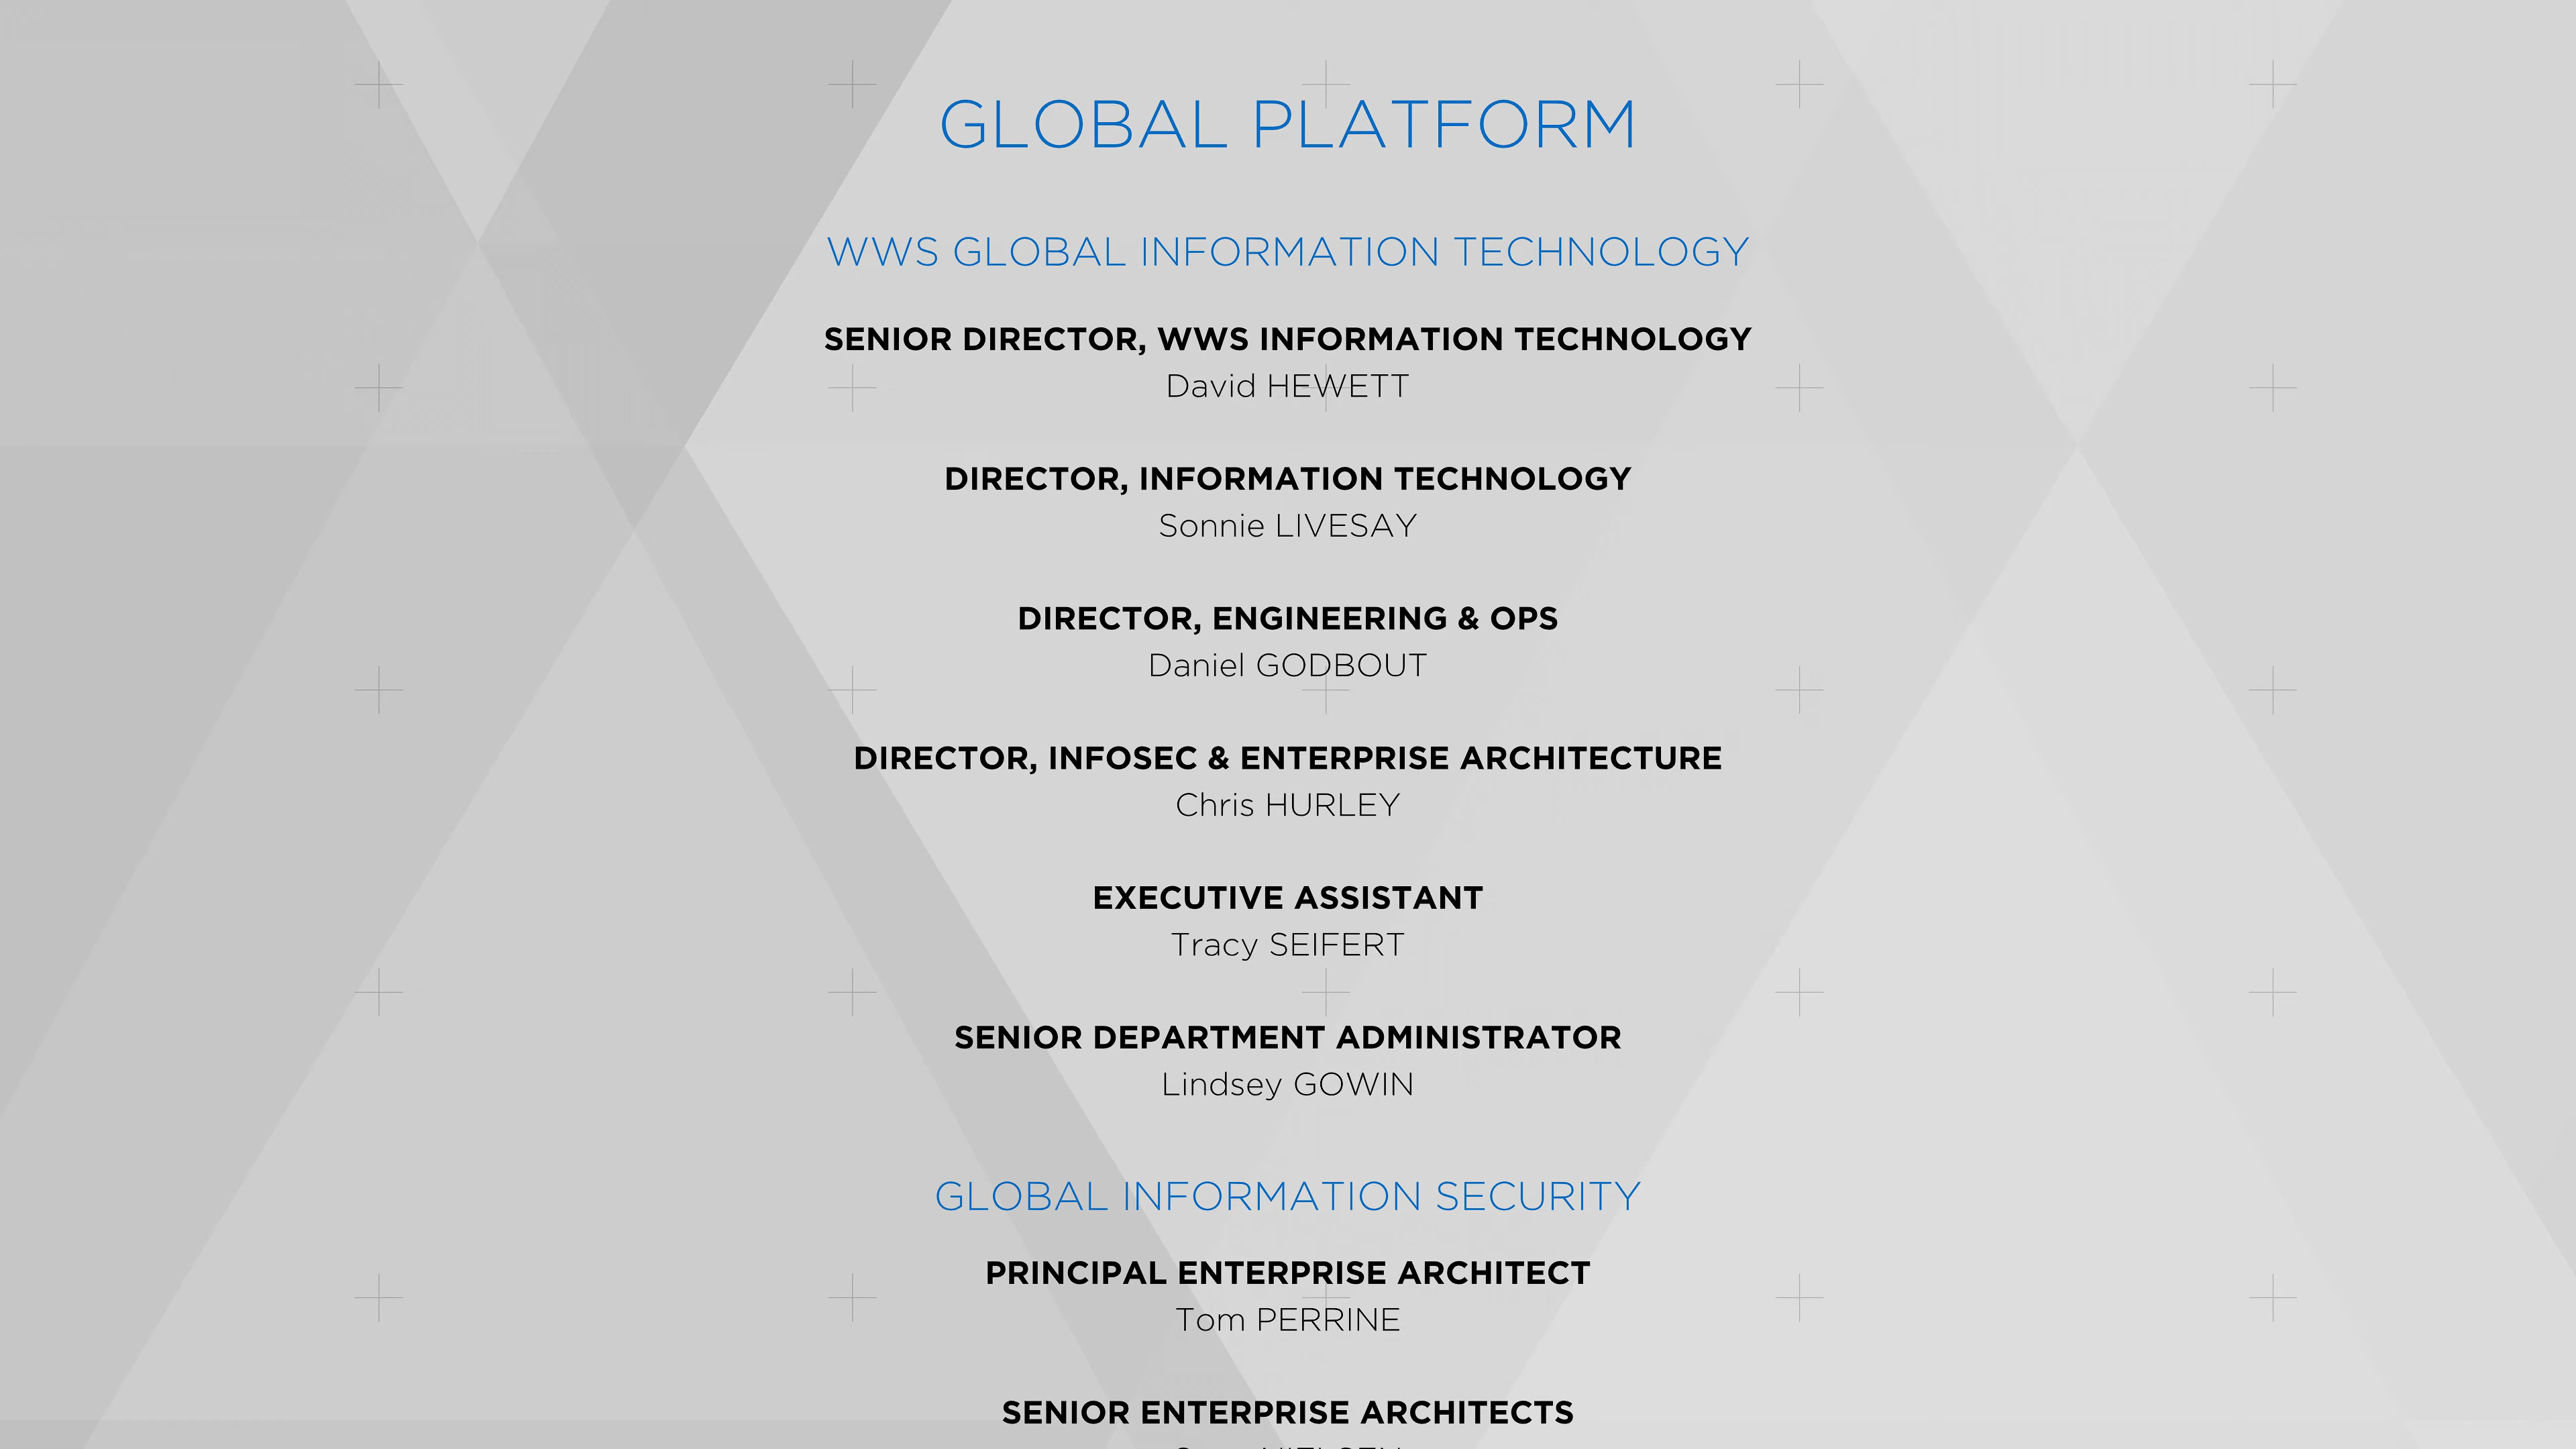 GLOBAL PLATFORM
WWS GLOBAL INFORMATION TECHNOLOGY
SENIOR DIRECTOR, WWS INFORMATION TECHNOLOGY
David HEWETT
DIRECTOR, INFORMATION TECHNOLOGY
Sonnie LIVESAY
DIRECTOR, ENGINEERING & OPS
Daniel GODBOUT
DIRECTOR, INFOSEC & ENTERPRISE ARCHITECTURE
Chris HURLEY
EXECUTIVE ASSISTANT
Tracy SEIFERT
SENIOR DEPARTMENT ADMINISTRATOR
Lindsey GOWIN
GLOBAL INFORMATION SECURITY
PRINCIPAL ENTERPRISE ARCHITECT
Tom PERRINE
SENIOR ENTERPRISE ARCHITECTS